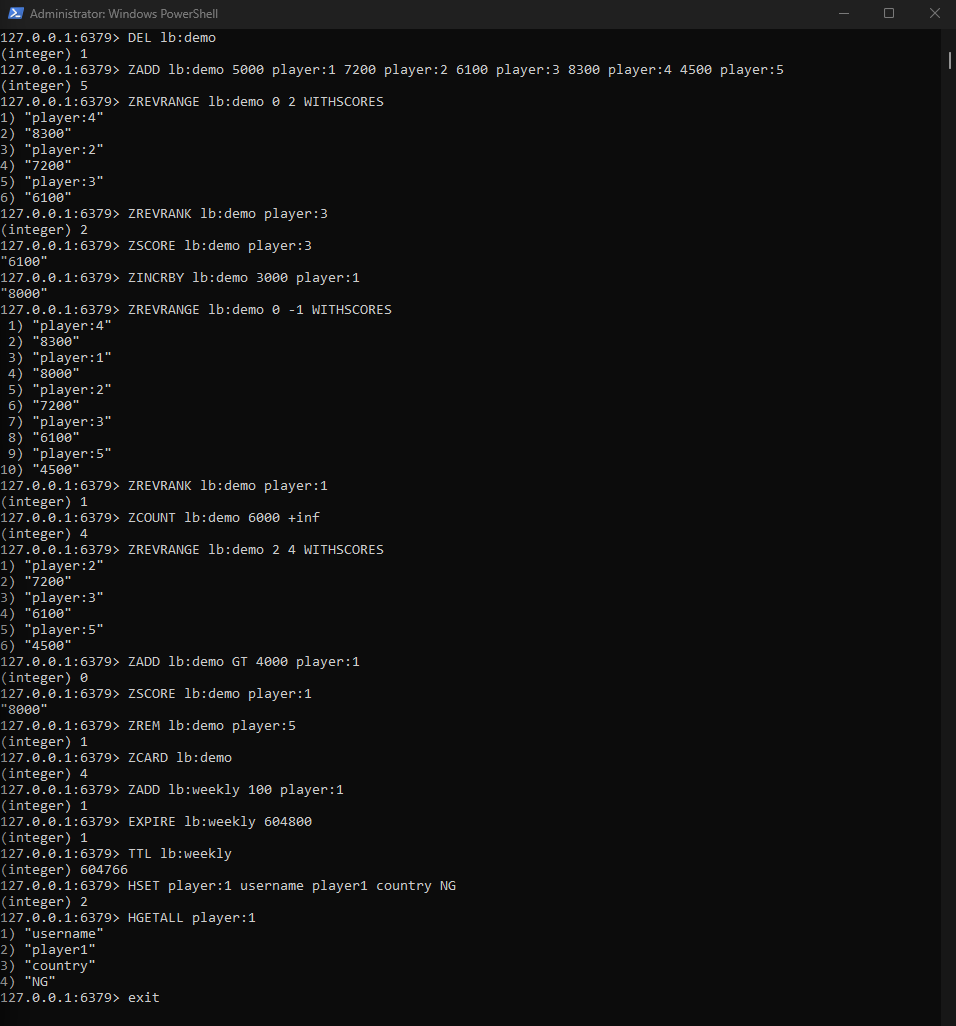 Administrator: Windows PowerShell
127.0.0.1:6379> DEL lb:demo
(integer) 1
127.0.0.1:6379> ZADD lb:demo 5000 player:1 7200 player:2 6100 player:3 8300 player:4 4500 player:5
(integer) 5
127.0.0.1:6379> ZREVRANGE lb:demo 0 2 WITHSCORES
1) "player:4"
2) "8300"
3) "player:2"
4) "7200"
5) "player:3"
6) "6100"
127.0.0.1:6379> ZREVRANK lb:demo player:3
(integer) 2
127.0.0.1:6379> ZSCORE lb:demo player:3
"6100"
127.0.0.1:6379> ZINCRBY lb:demo 3000 player:1
"8000"
127.0.0.1:6379> ZREVRANGE lb:demo 0 -1 WITHSCORES
 1) "player:4"
 2) "8300"
 3) "player:1"
 4) "8000"
 5) "player:2"
 6) "7200"
 7) "player:3"
 8) "6100"
 9) "player:5"
10) "4500"
127.0.0.1:6379> ZREVRANK lb:demo player:1
(integer) 1
127.0.0.1:6379> ZCOUNT lb:demo 6000 +inf
(integer) 4
127.0.0.1:6379> ZREVRANGE lb:demo 2 4 WITHSCORES
1) "player:2"
2) "7200"
3) "player:3"
4) "6100"
5) "player:5"
6) "4500"
127.0.0.1:6379> ZADD lb:demo GT 4000 player:1
(integer) 0
127.0.0.1:6379> ZSCORE lb:demo player:1
"8000"
127.0.0.1:6379> ZREM lb:demo player:5
(integer) 1
127.0.0.1:6379> ZCARD lb:demo
(integer) 4
127.0.0.1:6379> ZADD lb:weekly 100 player:1
(integer) 1
127.0.0.1:6379> EXPIRE lb:weekly 604800
(integer) 1
127.0.0.1:6379> TTL lb:weekly
(integer) 604766
127.0.0.1:6379> HSET player:1 username player1 country NG
(integer) 2
127.0.0.1:6379> HGETALL player:1
1) "username"
2) "player1"
3) "country"
4) "NG"
127.0.0.1:6379> exit